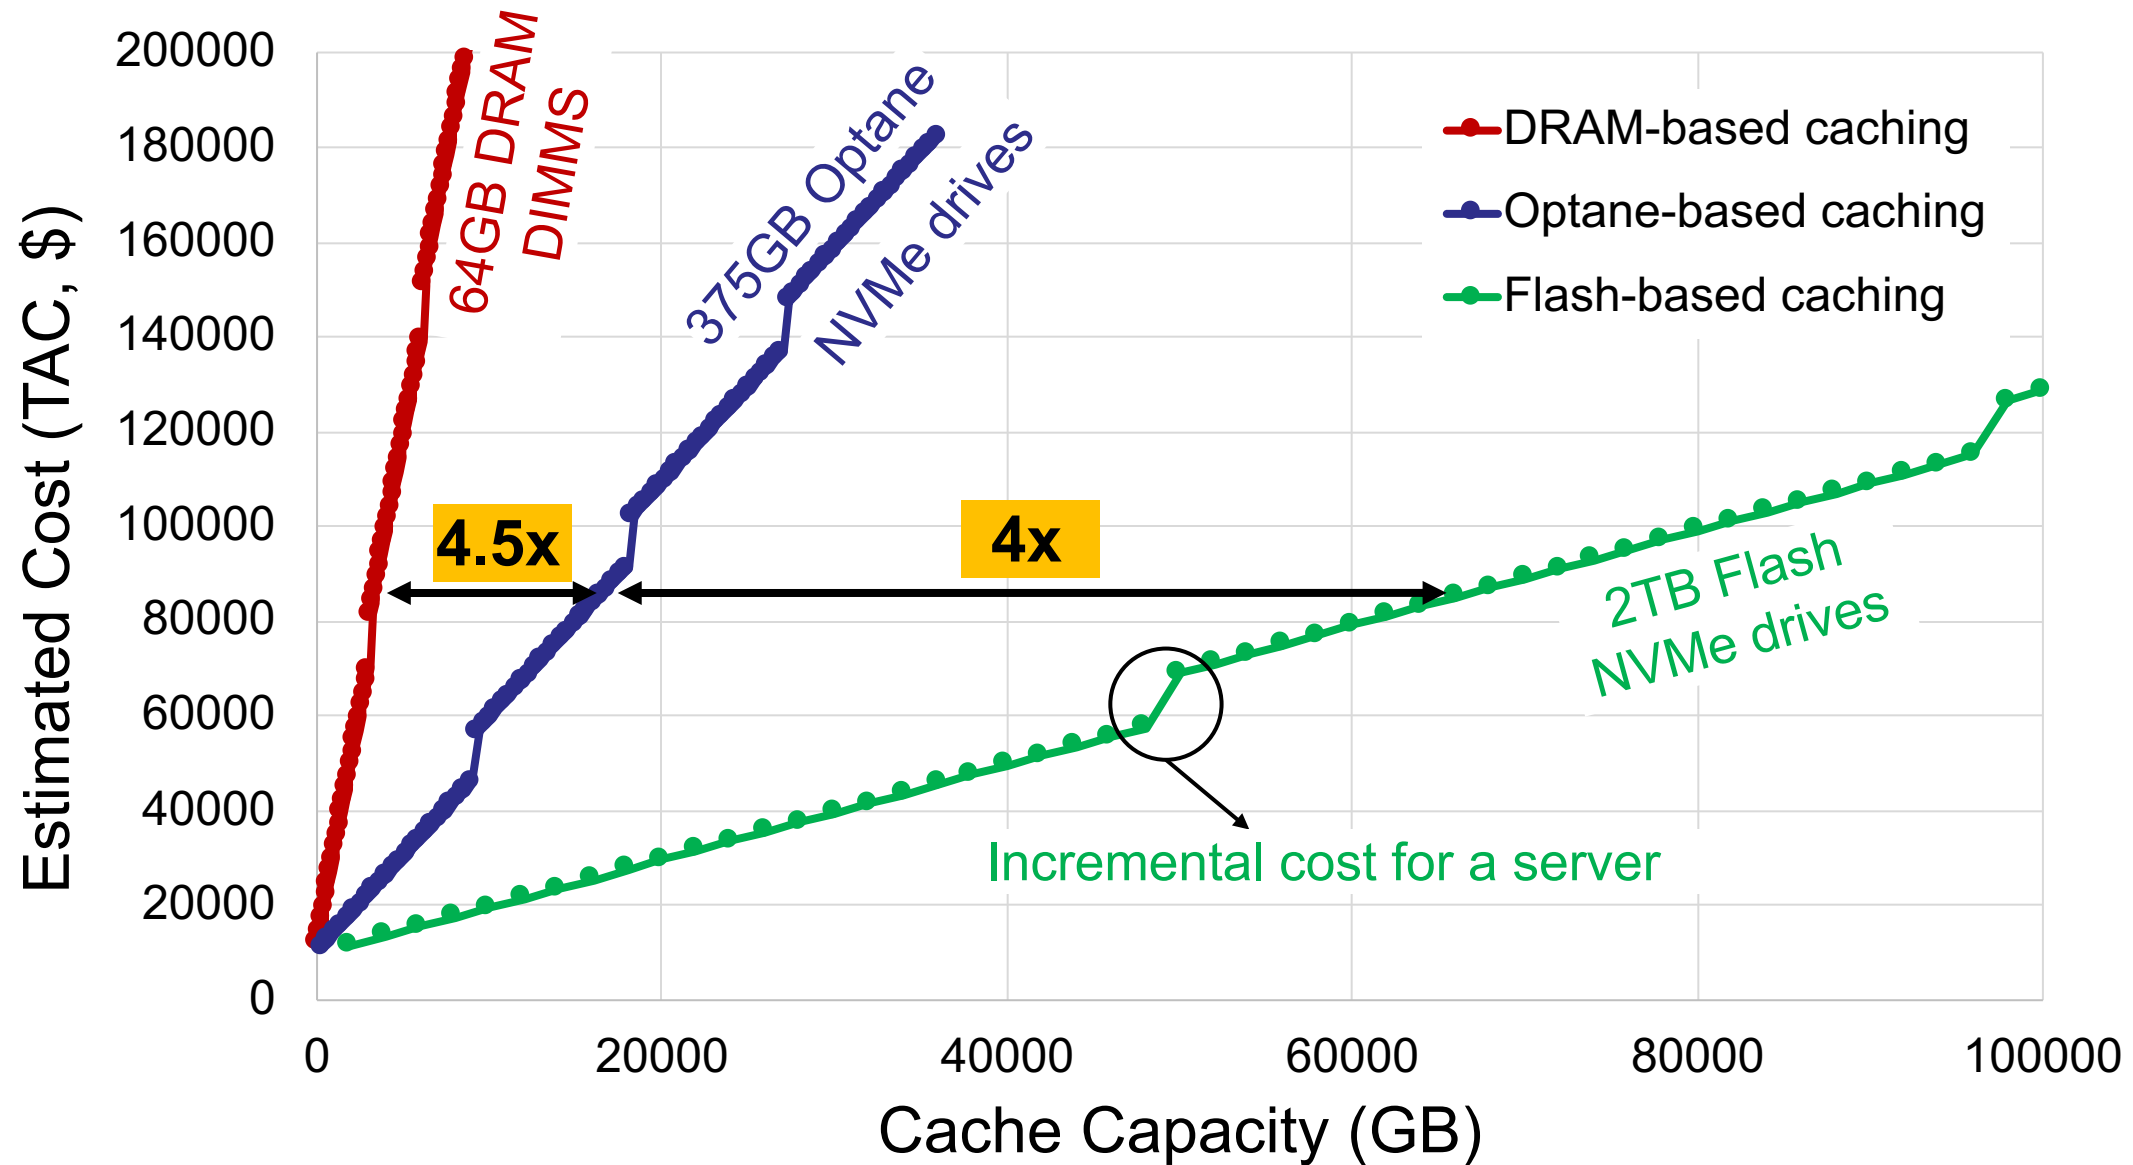 200000
180000
160000
140000
120000
100000
80000
60000
40000
20000
0
Estimated Cost (TAC, $)
64GB DRAM
DIMMS
375GB Optane
NVMe drives
DRAM-based caching
Optane-based caching
Flash-based caching
4.5x
4x
2TB Flash
NVMe drives
Incremental cost for a server
0
20000
40000
60000
80000
100000
Cache Capacity (GB)